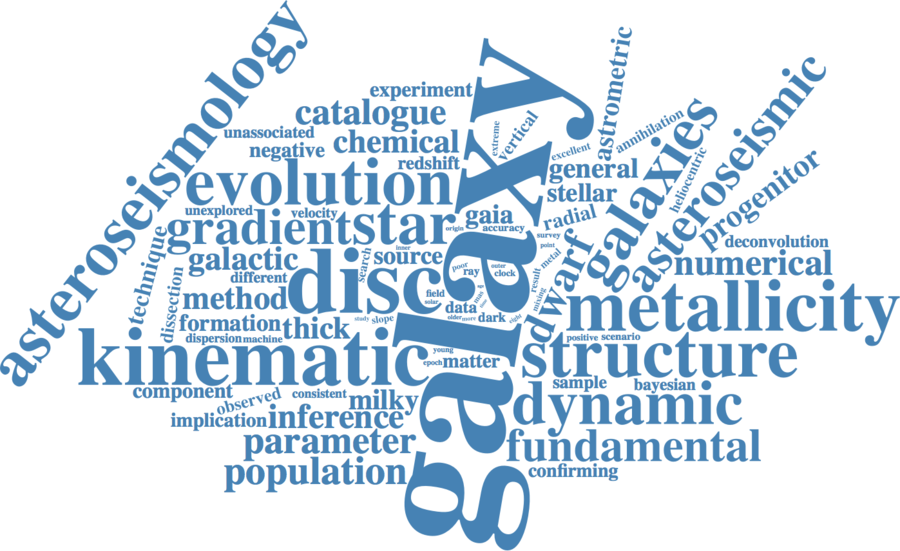 asteroseismology
experiment
catalogue
unassociated
chemical
negative
redshift
evolution
unexplored
velocity
gradient
star
technique
galactic
different
dissection
method
disc
search
inner
source
formation
thick
dispersion
machine
study
slope
kinematic
component
observed
consistent
milky
implication
inference
parameter
population
galaxy
extreme
vertical
excellent
astrometric
annihilation
general
stellar
galaxies
heliocentric
asteroseismic
progenitor
gaia
origin
accuracy
radial
survey
point
metal
dwarf
deconvolution
numerical
poor
ray
outer
clock
result
mixing
field
solar
data
older
more
dark
eight
metallicity
positive
scenario
young
epoch
matter
structure
sample
bayesian
dynamic
fundamental
confirming